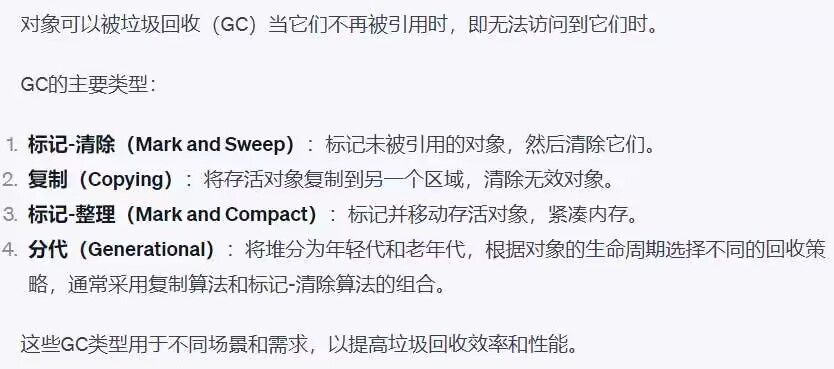 对象可以被垃圾回收（GC）当它们不再被引用时，即无法访问到它们时。
GC的主要类型：
1. 标记-清除（Mark and Sweep）：标记未被引用的对象，然后清除它们。
2. 复制（Copying）：将存活对象复制到另一个区域，清除无效对象。
3. 标记-整理（Mark and Compact）：标记并移动存活对象，紧凑内存。
4. 分代（Generational）：将堆分为年轻代和老年代，根据对象的生命周期选择不同的回收策
略，通常采用复制算法和标记-清除算法的组合。
这些GC类型用于不同场景和需求，以提高垃圾回收效率和性能。